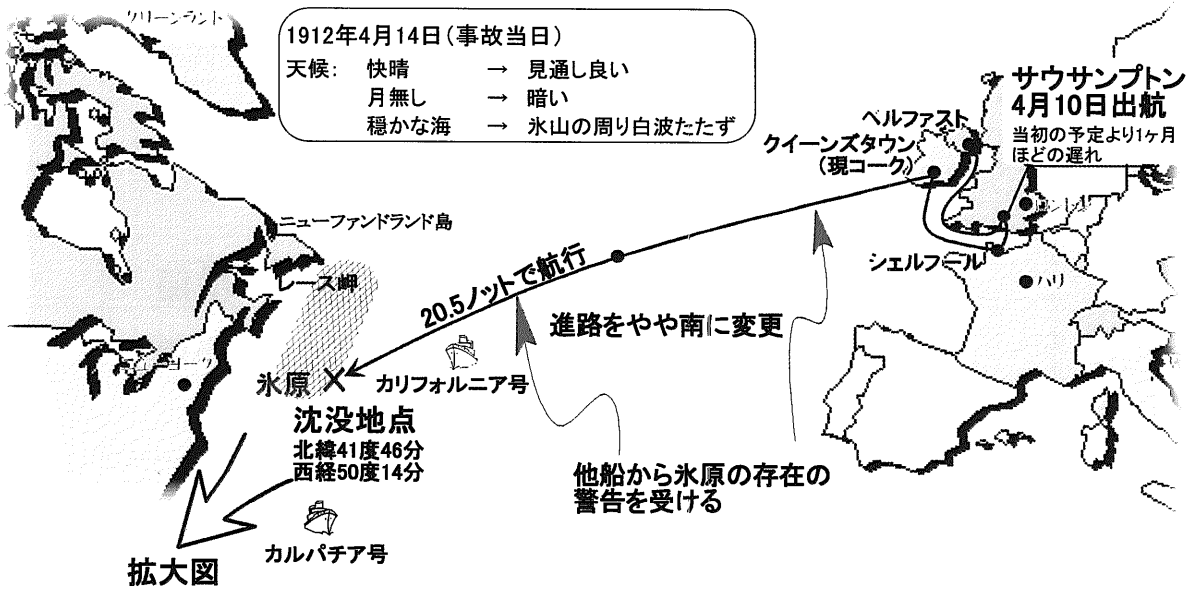 グリーンランド
1912年4月14日（事故当日）
天候： 快晴 → 見通し良い
月無し → 暗い
穏かな海 → 氷山の周り白波たたず
サウサンプトン
4月10日出航
当初の予定より1ヶ月
ほどの遅れ
ベルファスト
クイーンズタウン
（現コーク）
シェルブール
パリ
ニューファンドランド島
レース岬
20.5ノットで航行
進路をやや南に変更
カリフォルニア号
氷原
沈没地点
北緯41度46分
西経50度14分
他船から氷原の存在の
警告を受ける
カルパチア号
拡大図